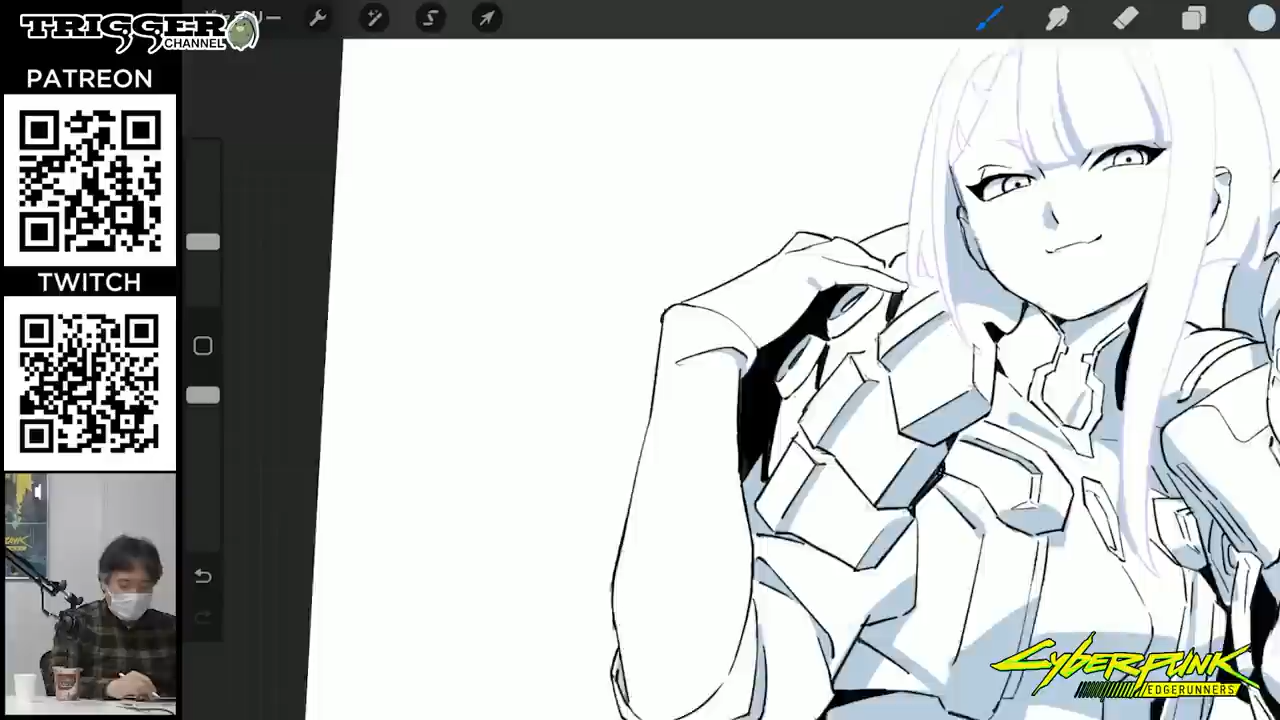 TRIGGER
CHANNEL
PATREON
TWITCH
CYBERPUNK
EDGERUNNERS